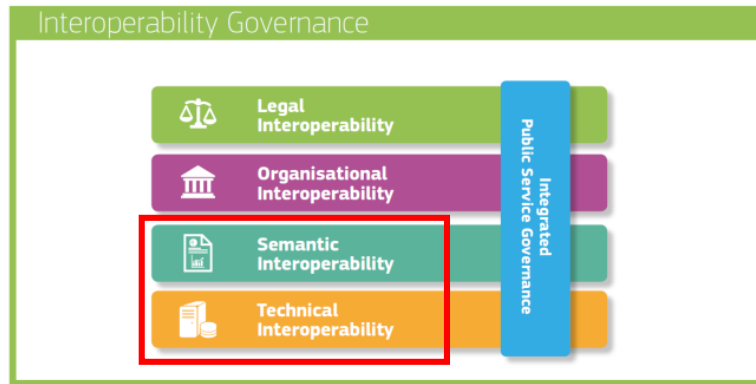 Interoperability Governance
Legal
Interoperability
Organisational
Interoperability
Semantic
Interoperability
Technical
Interoperability
Integrated
Public Service Governance